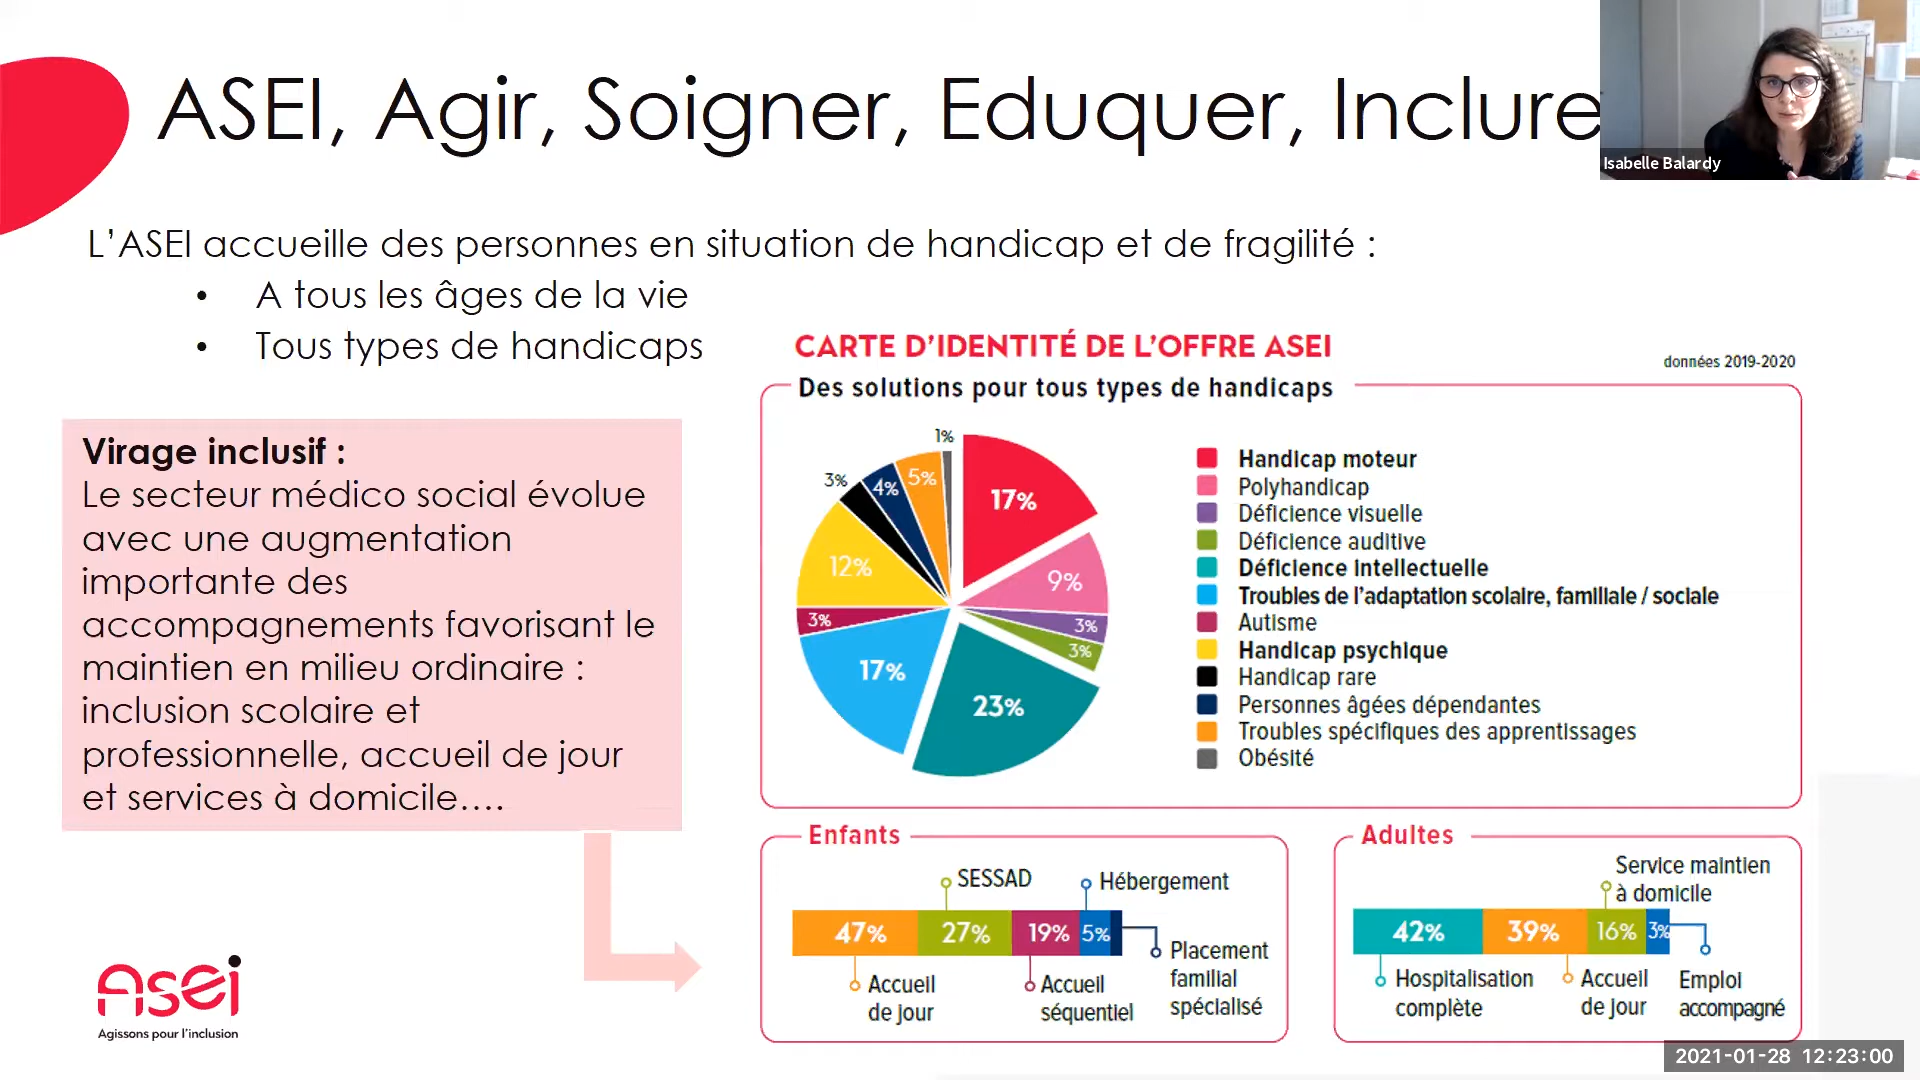 ASEI, Agir, Soigner, Eduquer, Inclure
Isabelle Balardy
L'ASEI accueille des personnes en situation de handicap et de fragilité :
• A tous les âges de la vie
• Tous types de handicaps
Virage inclusif :
Le secteur médico social évolue
avec une augmentation
importante des
accompagnements favorisant le
maintien en milieu ordinaire :
inclusion scolaire et
professionnelle, accueil de jour
et services à domicile....
CARTE D'IDENTITÉ DE L'OFFRE ASEI
données 2019-2020
Des solutions pour tous types de handicaps
1%
17%
9%
3%
3%
23%
17%
3%
12%
3%
4%
5%
Handicap moteur
Polyhandicap
Déficience visuelle
Déficience auditive
Déficience intellectuelle
Troubles de l'adaptation scolaire, familiale / sociale
Autisme
Handicap psychique
Handicap rare
Personnes âgées dépendantes
Troubles spécifiques des apprentissages
Obésité
Enfants
SESSAD
Hébergement
47%
27%
19%
5%
Accueil
de jour
Accueil
séquentiel
Placement
familial
spécialisé
Adultes
Service maintien
à domicile
42%
39%
16%
3%
Hospitalisation
complète
Accueil
de jour
Emploi
accompagné
Asei
Agissons pour l'inclusion
2021-01-28 12:23:00